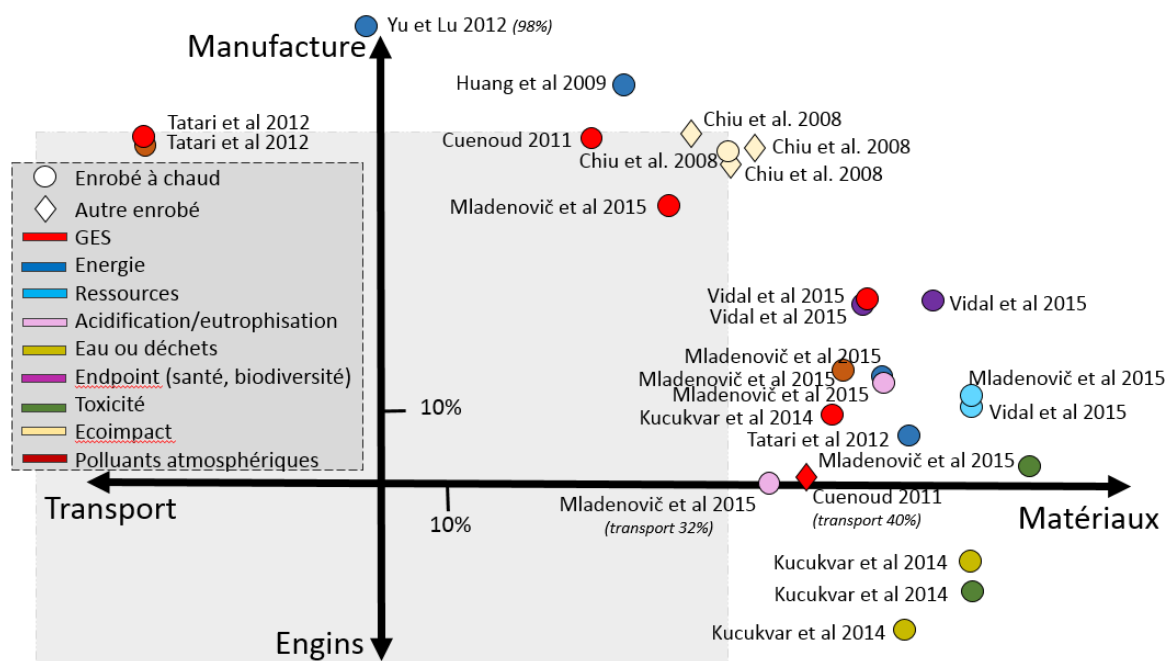 Yu et Lu 2012 (98%)
Manufacture
Huang et al 2009
Tatari et al 2012
Tatari et al 2012
Cuenoud 2011
Chiu et al. 2008
Chiu et al. 2008
Chiu et al. 2008
Chiu et al. 2008
Mladenovič et al 2015
Enrobé à chaud
Autre enrobé
GES
Energie
Ressources
Acidification/eutrophisation
Eau ou déchets
Endpoint (santé, biodiversité)
Toxicité
Ecoimpact
Polluants atmosphériques
Vidal et al 2015
Vidal et al 2015
Vidal et al 2015
Mladenovič et al 2015
Mladenovič et al 2015
Mladenovič et al 2015
Mladenovič et al 2015
Vidal et al 2015
Kucukvar et al 2014
10%
Tatari et al 2012
Mladenovič et al 2015
Transport
10%
Mladenovič et al 2015
(transport 32%)
Cuenoud 2011
(transport 40%)
Matériaux
Kucukvar et al 2014
Kucukvar et al 2014
Kucukvar et al 2014
Engins